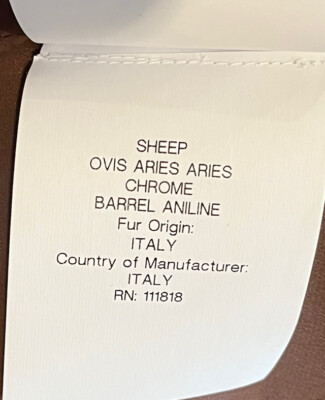 SHEEP
OVIS ARIES ARIES
CHROME
BARREL ANILINE
Fur Origin:
ITALY
Country of Manufacturer:
ITALY
RN: 111818